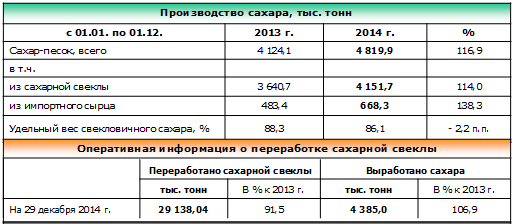 Производство сахара, тыс. тонн
с 01.01. по 01.12. 2013 г. 2014 г. %
Сахар-песок, всего 4 124,1 4 819,9 116,9
в т.ч.
из сахарной свеклы 3 640,7 4 151,7 114,0
из импортного сырца 483,4 668,3 138,3
Удельный вес свекловичного сахара, % 88,3 86,1 - 2,2 п.п.
Оперативная информация о переработке сахарной свеклы
Переработано сахарной свеклы Выработано сахара
тыс. тонн В % к 2013 г. тыс. тонн В % к 2013 г.
На 29 декабря 2014 г. 29 138,04 91,5 4 385,0 106,9